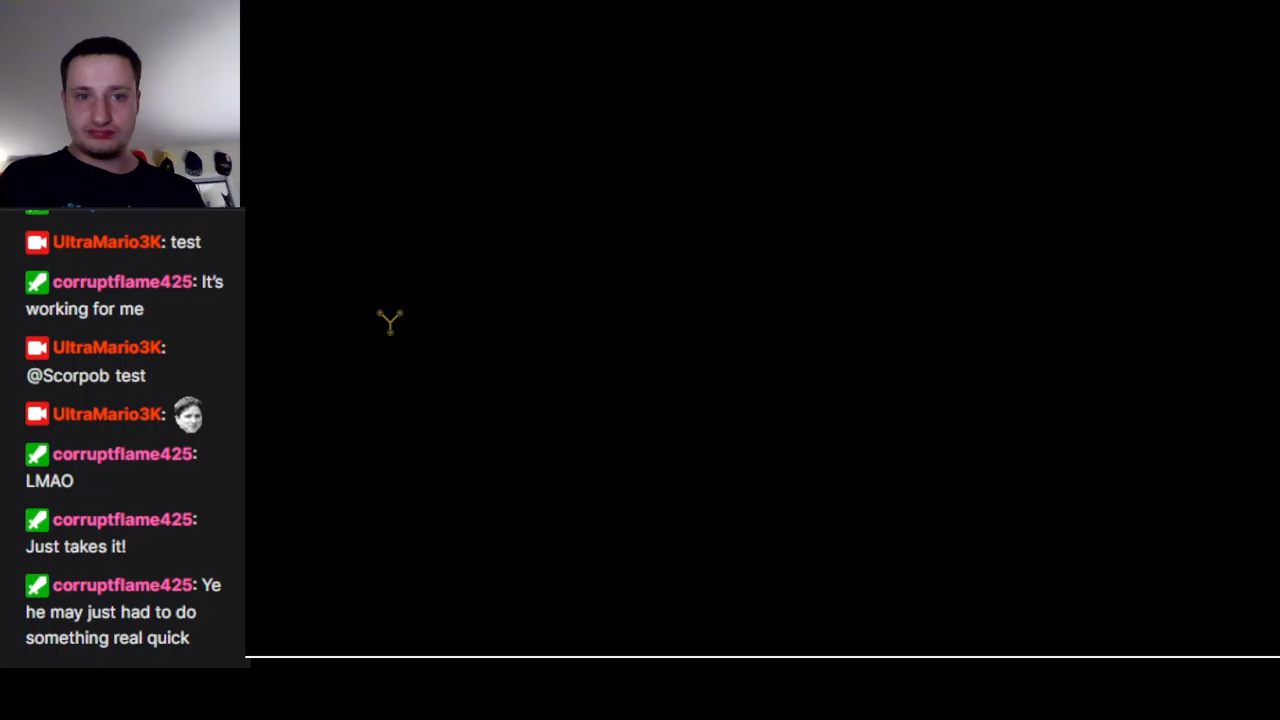 UltraMario3K: test
corruptflame425: It's
working for me
UltraMario3K:
@Scorpob test
UltraMario3K:
corruptflame425:
LMAO
corruptflame425:
Just takes it!
corruptflame425: Ye
he may just had to do
something real quick